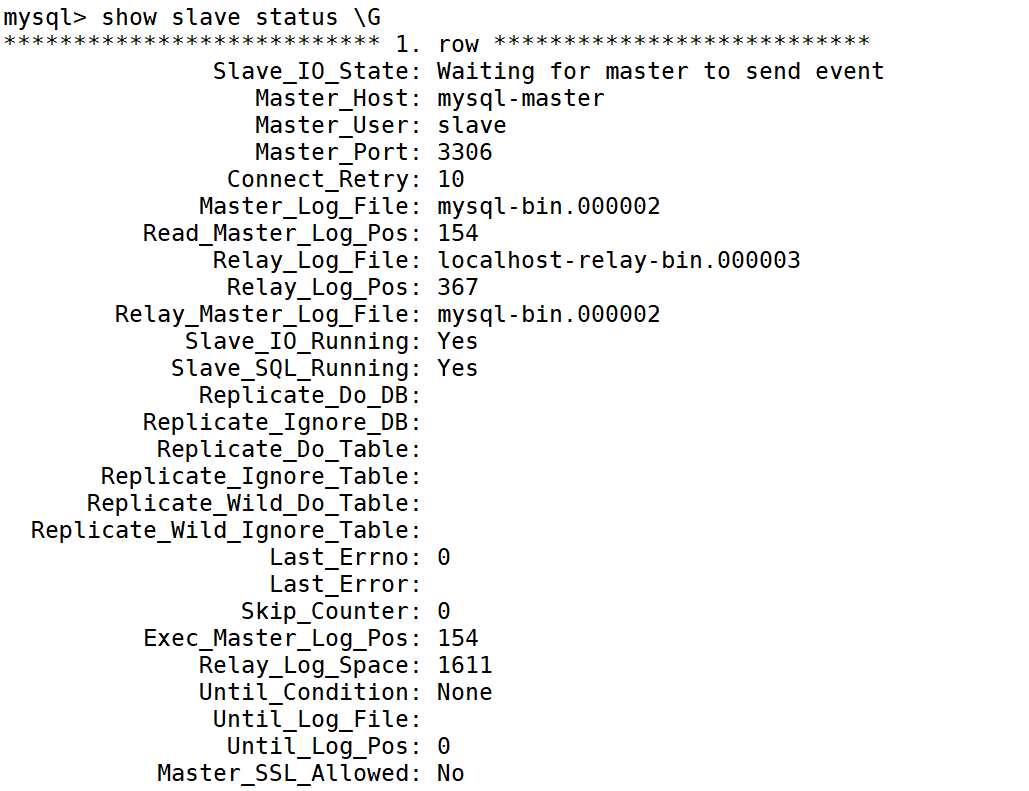 mysql> show slave status \G
*************************** 1. row ***************************
Slave_IO_State: Waiting for master to send event
Master_Host: mysql-master
Master_User: slave
Master_Port: 3306
Connect_Retry: 10
Master_Log_File: mysql-bin.000002
Read_Master_Log_Pos: 154
Relay_Log_File: localhost-relay-bin.000003
Relay_Log_Pos: 367
Relay_Master_Log_File: mysql-bin.000002
Slave_IO_Running: Yes
Slave_SQL_Running: Yes
Replicate_Do_DB:
Replicate_Ignore_DB:
Replicate_Do_Table:
Replicate_Ignore_Table:
Replicate_Wild_Do_Table:
Replicate_Wild_Ignore_Table:
Last_Errno: 0
Last_Error:
Skip_Counter: 0
Exec_Master_Log_Pos: 154
Relay_Log_Space: 1611
Until_Condition: None
Until_Log_File:
Until_Log_Pos: 0
Master_SSL_Allowed: No